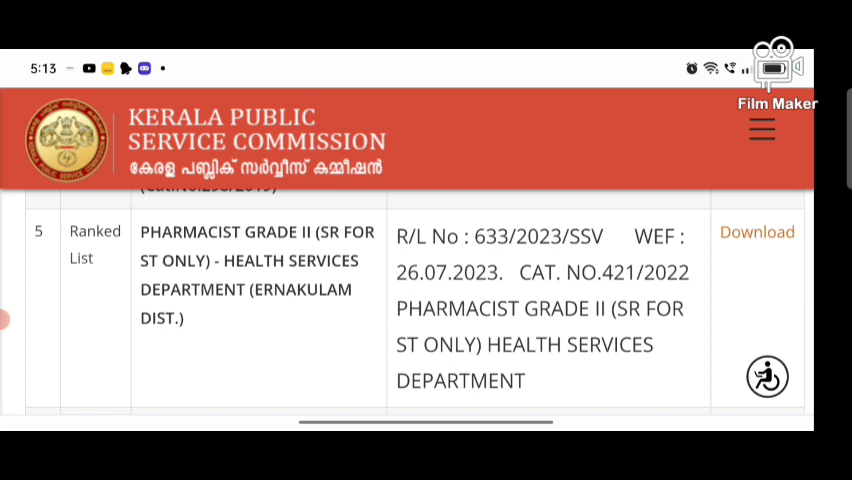 5:13
Film Maker
KERALA PUBLIC
SERVICE COMMISSION
കേരള പബ്ലിക് സർവ്വീസ് കമ്മീഷൻ
5
Ranked
List
PHARMACIST GRADE II (SR FOR
ST ONLY) - HEALTH SERVICES
DEPARTMENT (ERNAKULAM
DIST.)
R/L No : 633/2023/SSV WEF :
26.07.2023. CAT. NO.421/2022
PHARMACIST GRADE II (SR FOR
ST ONLY) HEALTH SERVICES
DEPARTMENT
Download